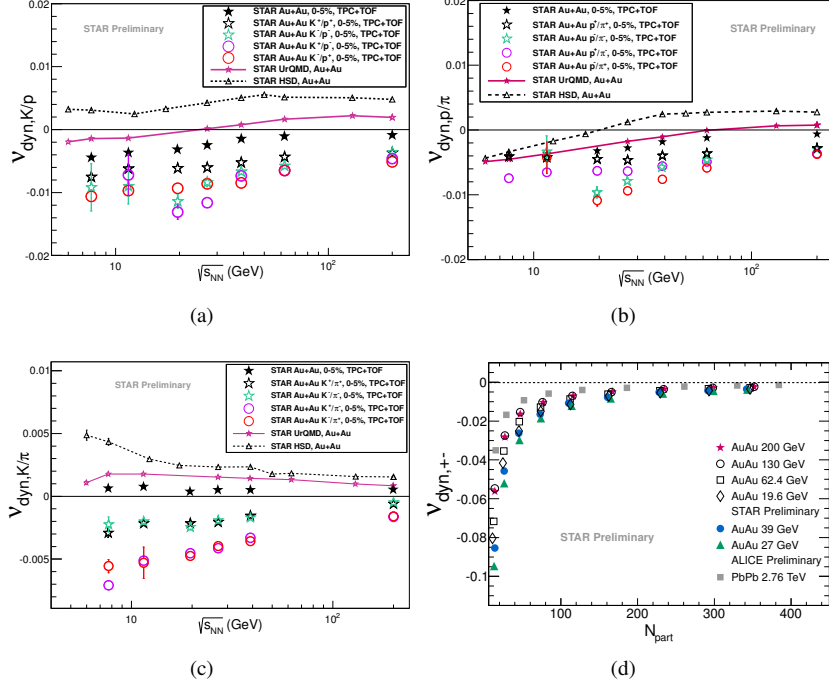 STAR Preliminary
STAR Au+Au, 0-5%, TPC+TOF
STAR Au+Au K⁺/p⁺, 0-5%, TPC+TOF
STAR Au+Au K⁻/p⁻, 0-5%, TPC+TOF
STAR Au+Au K⁺/p⁻, 0-5%, TPC+TOF
STAR Au+Au K⁻/p⁺, 0-5%, TPC+TOF
STAR UrQMD, Au+Au
STAR HSD, Au+Au
0.02
0.01
0
-0.01
-0.02
ν dyn,K/p
10
10²
√s_NN (GeV)
(a)
STAR Preliminary
STAR Au+Au, 0-5%, TPC+TOF
STAR Au+Au p⁺/π⁺, 0-5%, TPC+TOF
STAR Au+Au p⁻/π⁻, 0-5%, TPC+TOF
STAR Au+Au p⁺/π⁻, 0-5%, TPC+TOF
STAR Au+Au p⁻/π⁺, 0-5%, TPC+TOF
STAR UrQMD, Au+Au
STAR HSD, Au+Au
0.01
0.005
0
-0.005
-0.01
-0.02
ν dyn,p/π
10
10²
√s_NN (GeV)
(b)
STAR Preliminary
STAR Au+Au, 0-5%, TPC+TOF
STAR Au+Au K⁺/π⁺, 0-5%, TPC+TOF
STAR Au+Au K⁻/π⁻, 0-5%, TPC+TOF
STAR Au+Au K⁺/π⁻, 0-5%, TPC+TOF
STAR Au+Au K⁻/π⁺, 0-5%, TPC+TOF
STAR UrQMD, Au+Au
STAR HSD, Au+Au
0.01
0.005
0
-0.005
ν dyn,K/π
10
10²
√s_NN (GeV)
(c)
0
-0.02
-0.04
-0.06
-0.08
-0.1
ν dyn,+-
AuAu 200 GeV
AuAu 130 GeV
AuAu 62.4 GeV
AuAu 19.6 GeV
STAR Preliminary
AuAu 39 GeV
AuAu 27 GeV
ALICE Preliminary
PbPb 2.76 TeV
STAR Preliminary
100
200
300
400
N_part
(d)